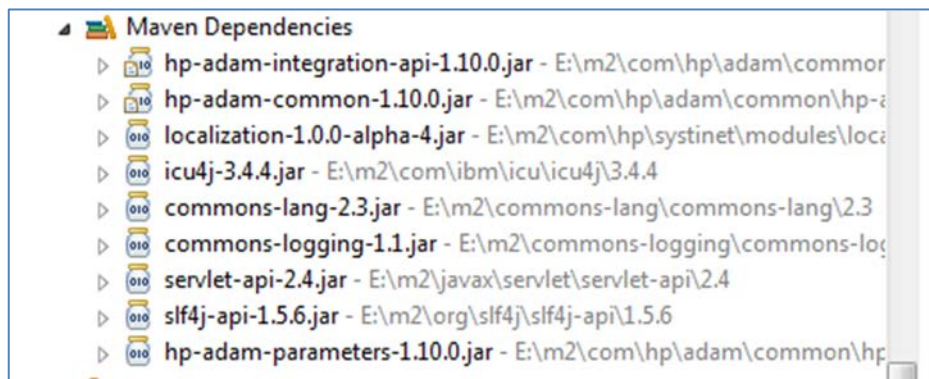 Maven Dependencies
hp-adam-integration-api-1.10.0.jar - E:\m2\com\hp\adam\common
hp-adam-common-1.10.0.jar - E:\m2\com\hp\adam\common\hp-a
localization-1.0.0-alpha-4.jar - E:\m2\com\hp\systinet\modules\loca
icu4j-3.4.4.jar - E:\m2\com\ibm\icu\icu4j\3.4.4
commons-lang-2.3.jar - E:\m2\commons-lang\commons-lang\2.3
commons-logging-1.1.jar - E:\m2\commons-logging\commons-log
servlet-api-2.4.jar - E:\m2\javax\servlet\servlet-api\2.4
slf4j-api-1.5.6.jar - E:\m2\org\slf4j\slf4j-api\1.5.6
hp-adam-parameters-1.10.0.jar - E:\m2\com\hp\adam\common\hp